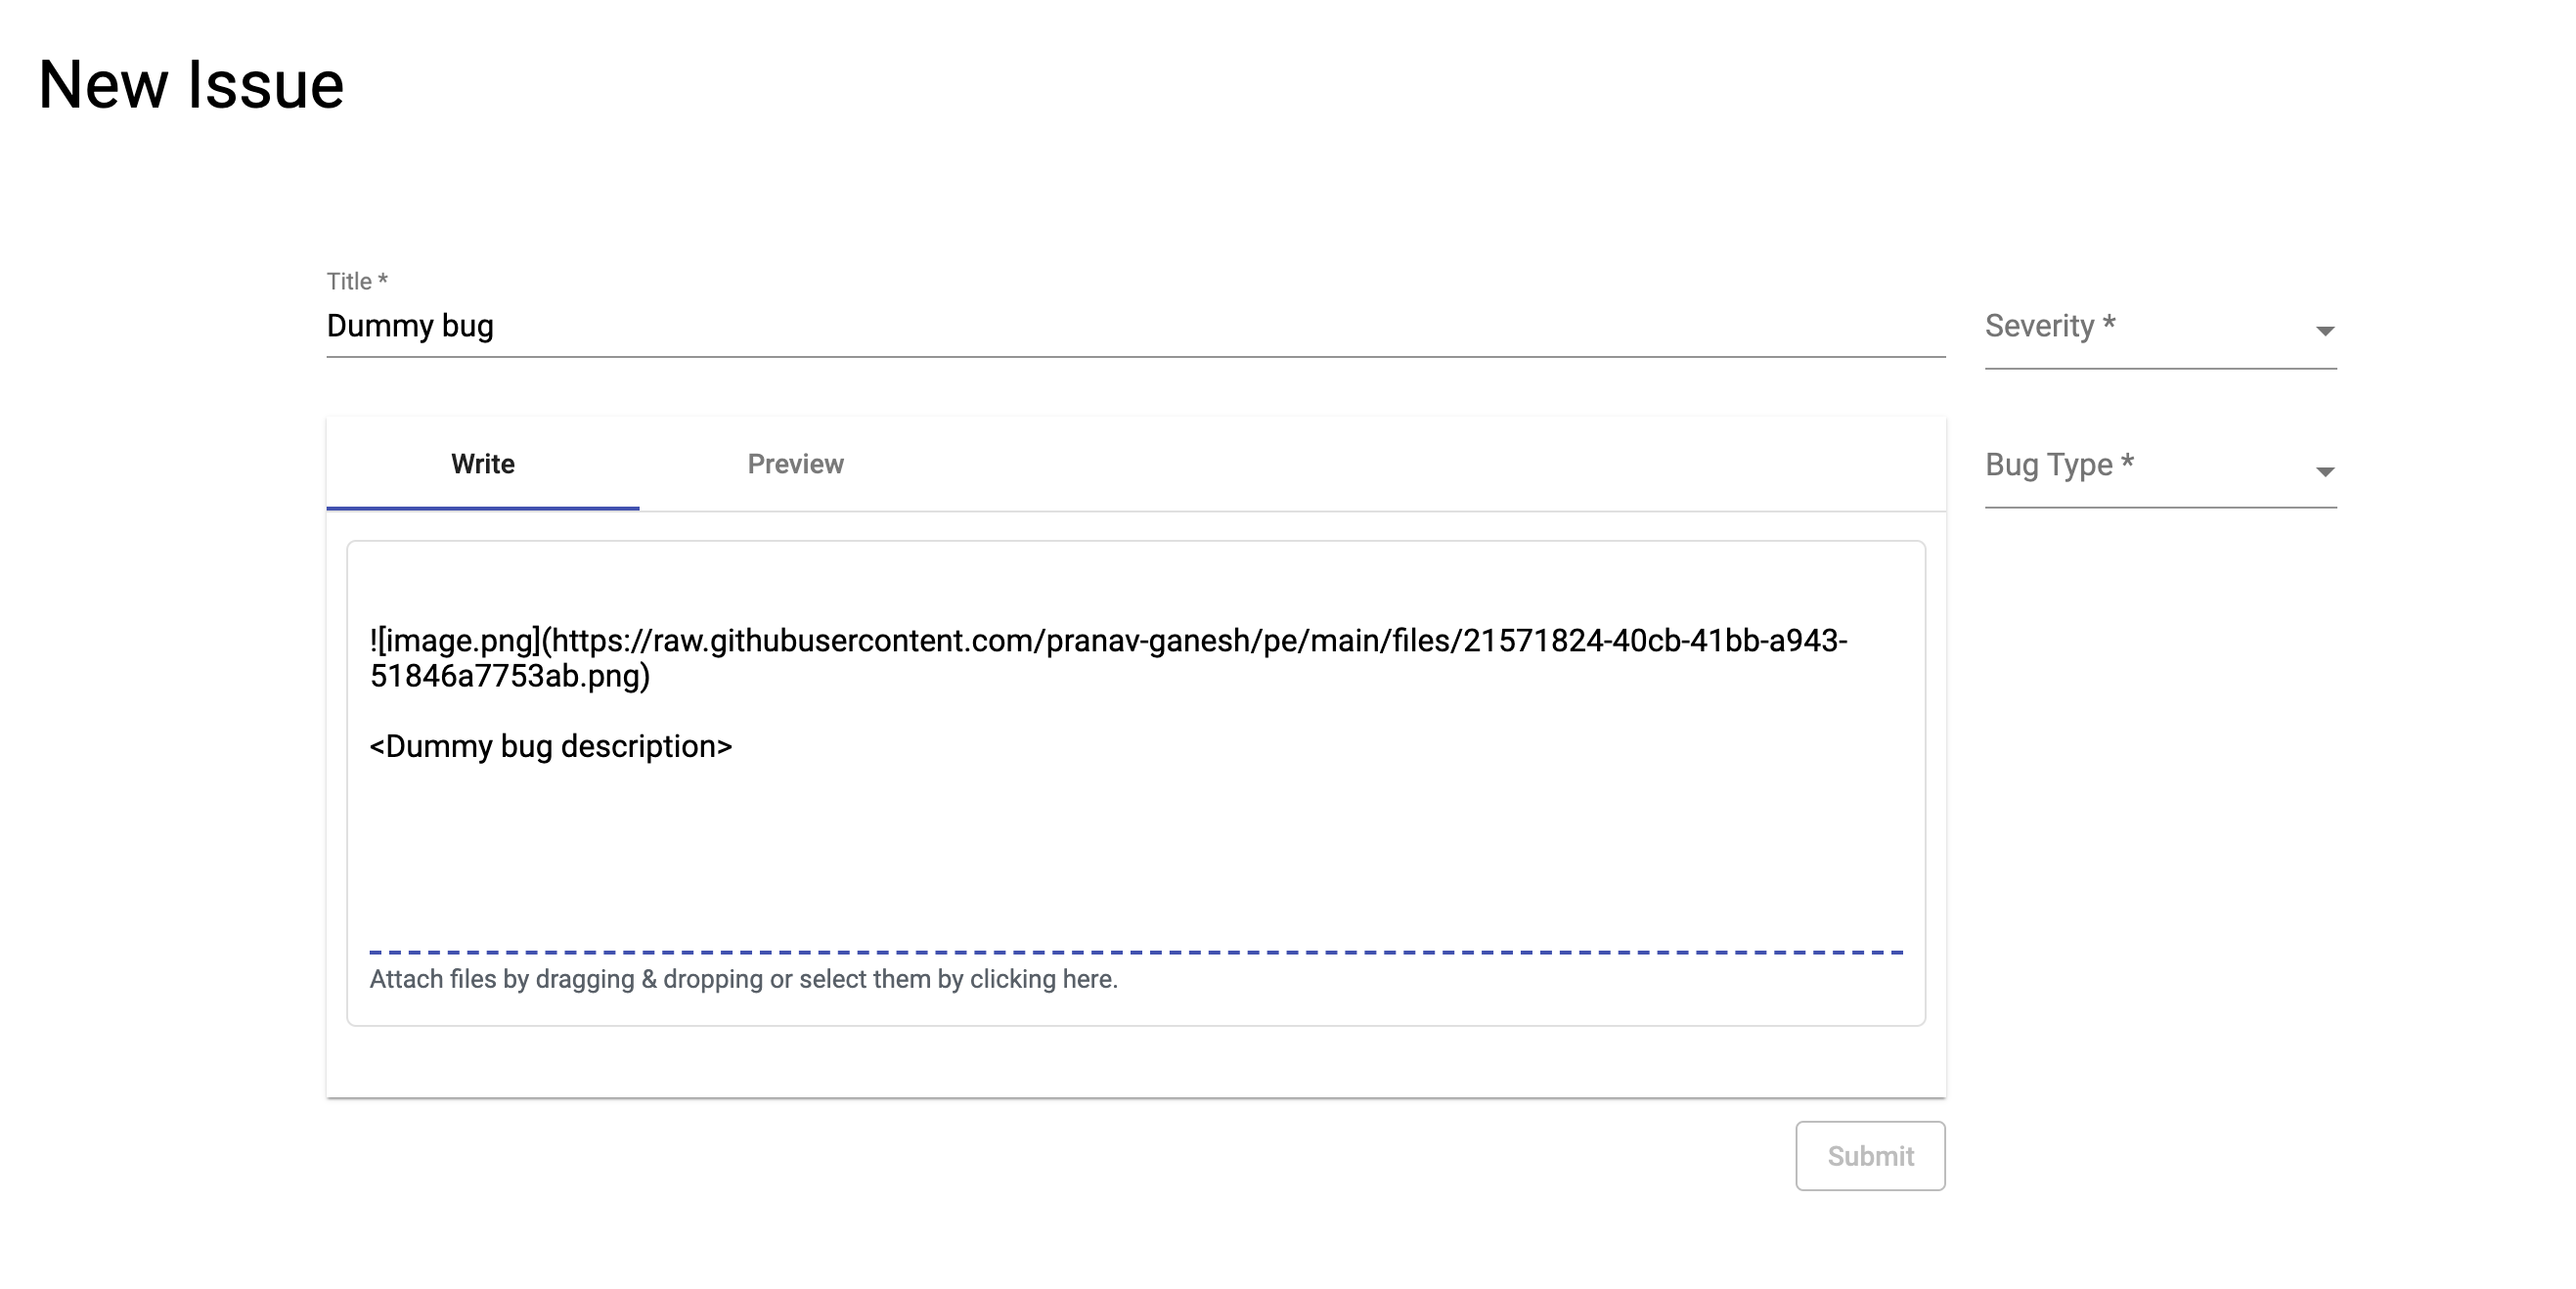 New Issue
Title *
Dummy bug
Severity *
Write
Preview
Bug Type *
![image.png](https://raw.githubusercontent.com/pranav-ganesh/pe/main/files/21571824-40cb-41bb-a943-
51846a7753ab.png)
<Dummy bug description>
Attach files by dragging & dropping or select them by clicking here.
Submit